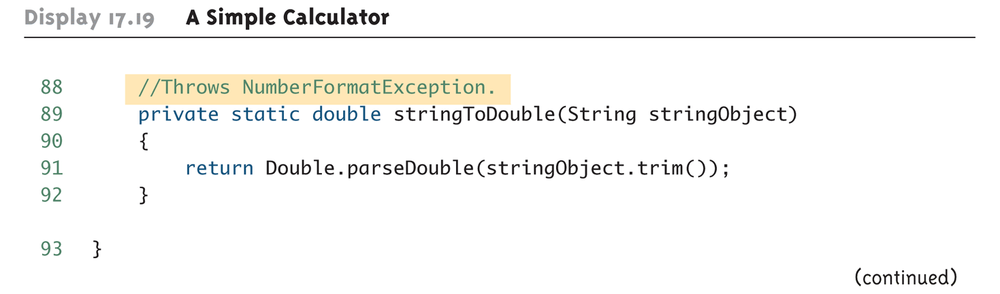 Display 17.19 A Simple Calculator
88 //Throws NumberFormatException.
89 private static double stringToDouble(String stringObject)
90 {
91 return Double.parseDouble(stringObject.trim());
92 }
93 }
(continued)